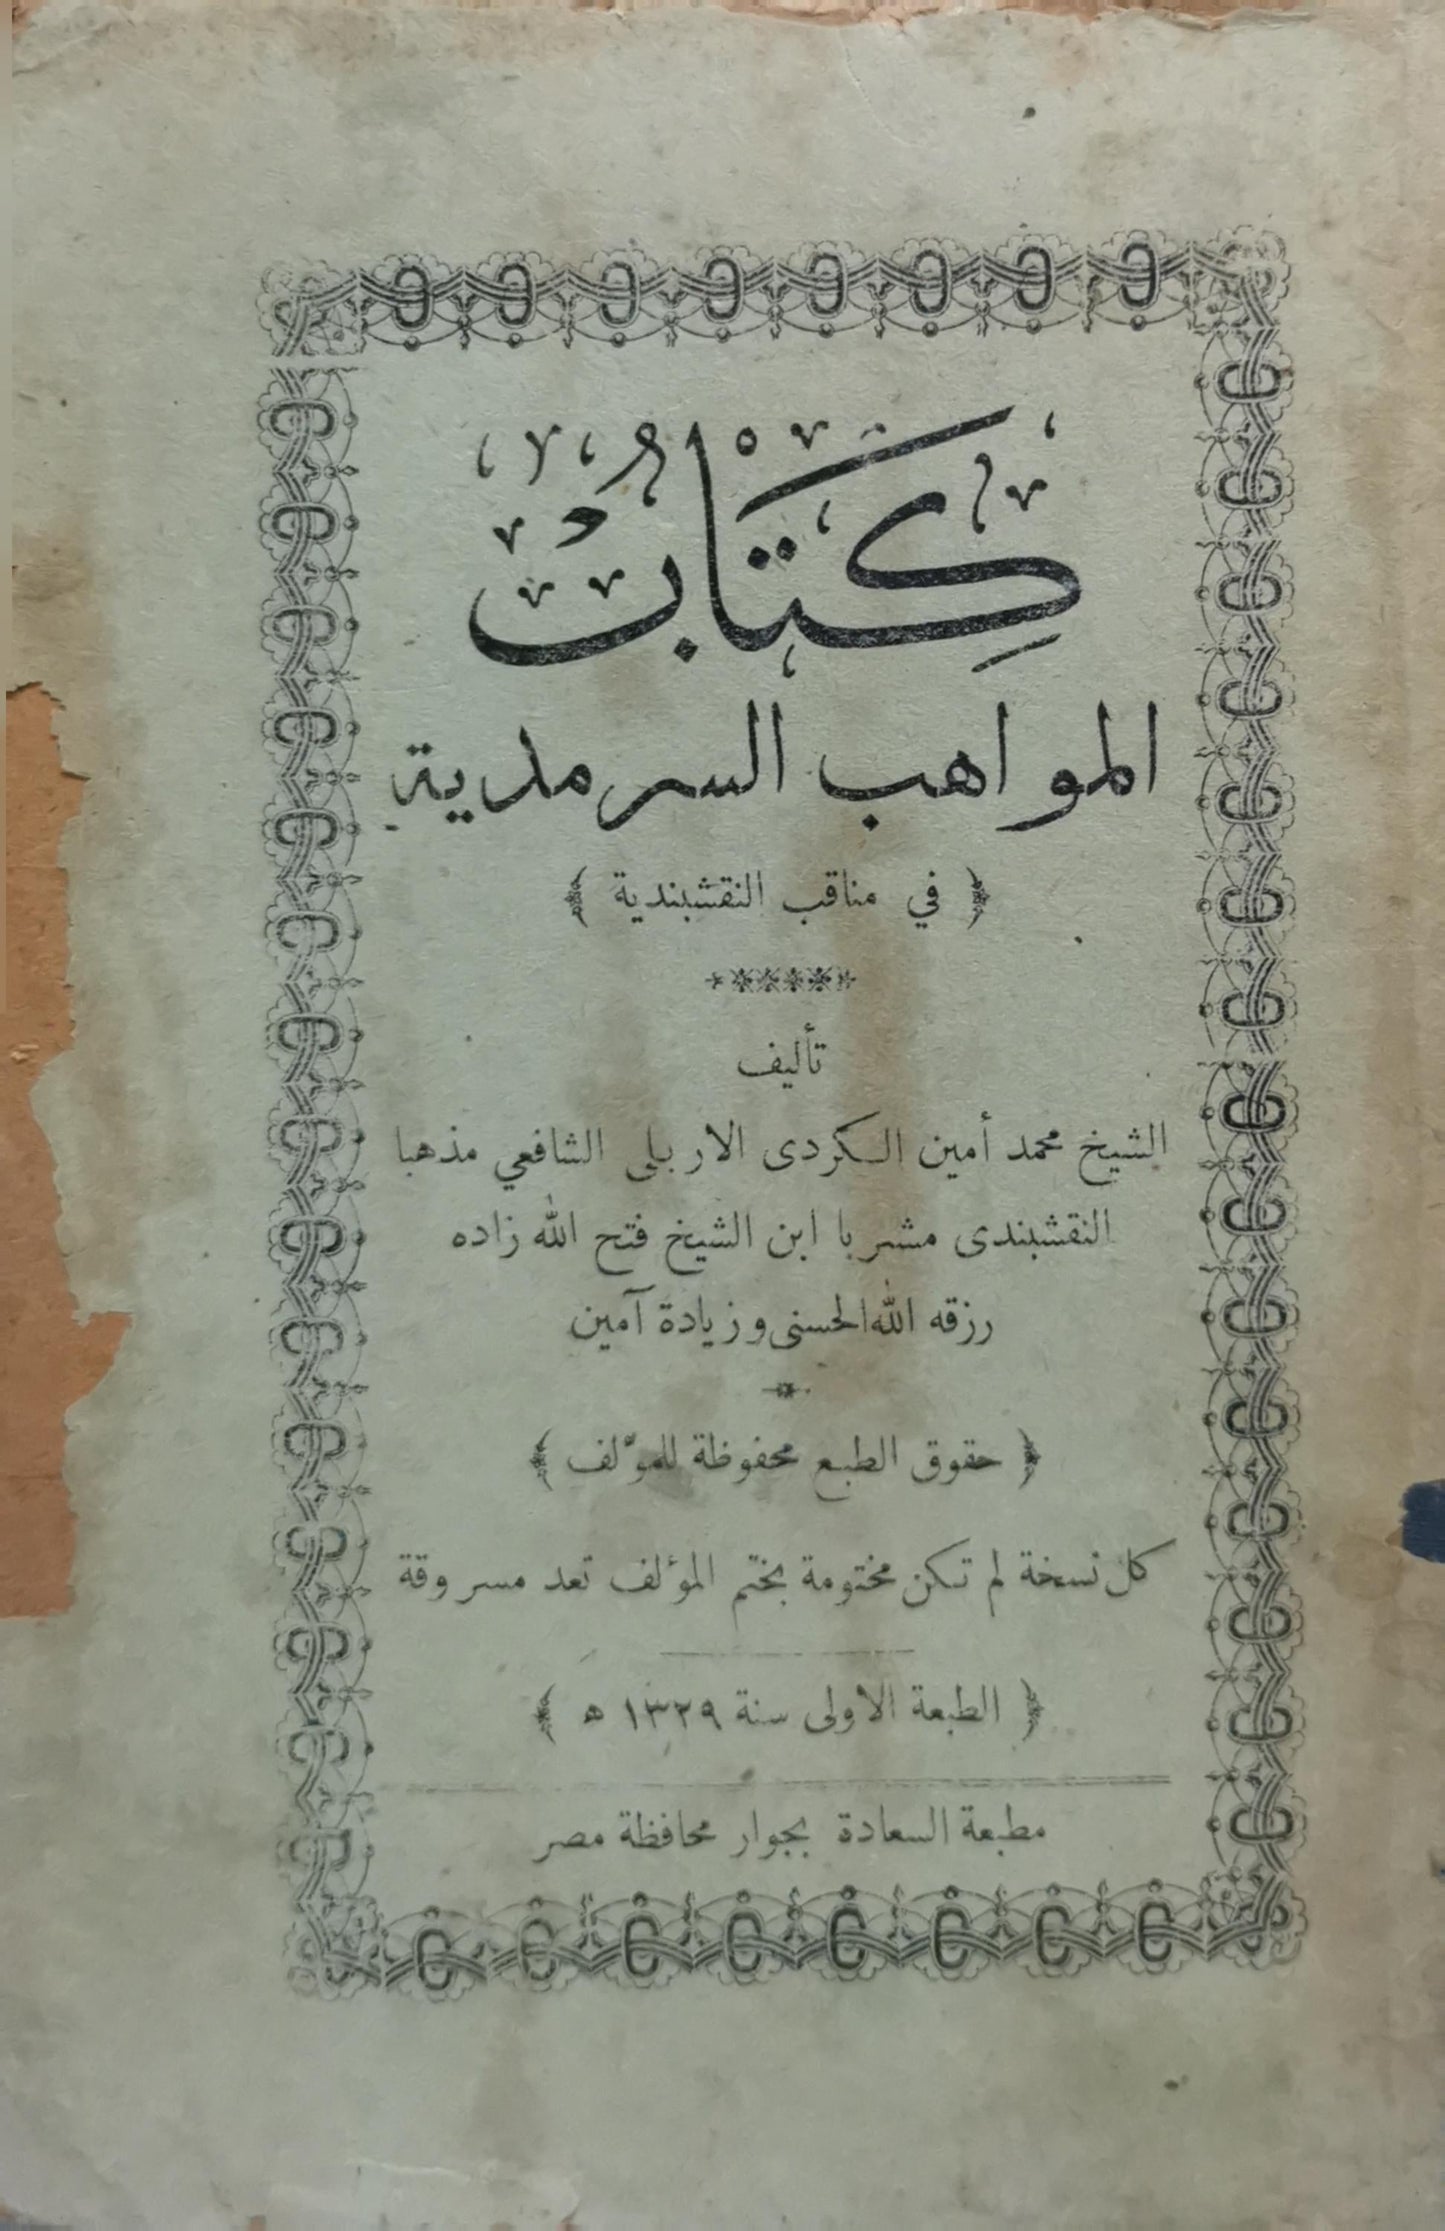 كتاب
المواهب السرمدية
﴿ في مناقب النقشبندية ﴾
تأليف
الشيخ محمد أمين الكردى الاربلى الشافعي مذهبا
النقشبندى مشربا ابن الشيخ فتح الله زاده
رزقه الله الحسنى وزيادة آمين
﴿ حقوق الطبع محفوظة للمؤلف ﴾
كل نسخة لم تكن مختومة بختم المؤلف تعد مسروقة
﴿ الطبعة الاولى سنة ١٣٢٩ ه ﴾
مطبعة السعادة بجوار محافظة مصر